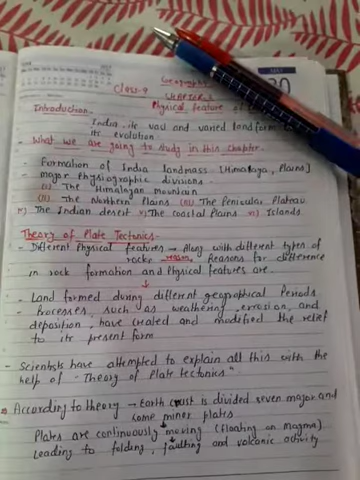 Geography
Class-9
CHAPTER-2
Physical feature of
Introduction-
India, its vast and varied landform
its evolution.
- What we are going to study in this chapter.
- Formation of India landmass (Himalaya, Plains)
- major Physiographic divisions-
(i) The Himalayan mountain
(ii) The Northern Plains (iii) The Penicular Plateau
The Indian desert v) The coastal Plains vi) Islands
Theory of Plate Tectonics-
- Different Physical features → Along with different types of
rocks Reasons for difference
in rock formation and Physical features are-
- Land formed during different geographical Periods
- Processes, such as weathering, errosion, and
deposition, have created and modified the relief
to its present form
- Scientists have attempted to explain all this with the
help of - Theory of Plate tectonics"
According to theory → Earth crust is divided seven major and
some minor plates
Plates are continuously moving (floating on magma)
Leading to folding, faulting and volcanic activity